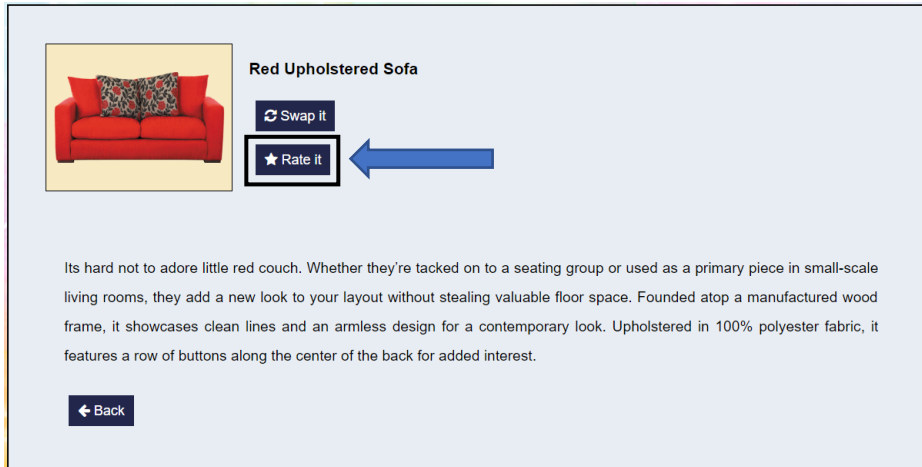 Red Upholstered Sofa
Swap it
Rate it
Its hard not to adore little red couch. Whether they're tacked on to a seating group or used as a primary piece in small-scale
living rooms, they add a new look to your layout without stealing valuable floor space. Founded atop a manufactured wood
frame, it showcases clean lines and an armless design for a contemporary look. Upholstered in 100% polyester fabric, it
features a row of buttons along the center of the back for added interest.
Back